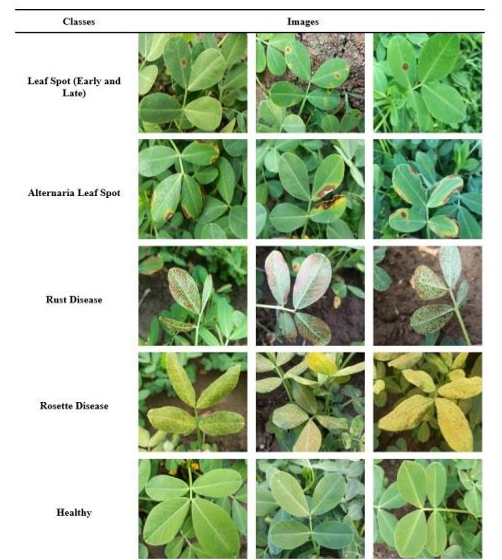 Classes Images
Leaf Spot (Early and
Late)
Alternaria Leaf Spot
Rust Disease
Rosette Disease
Healthy